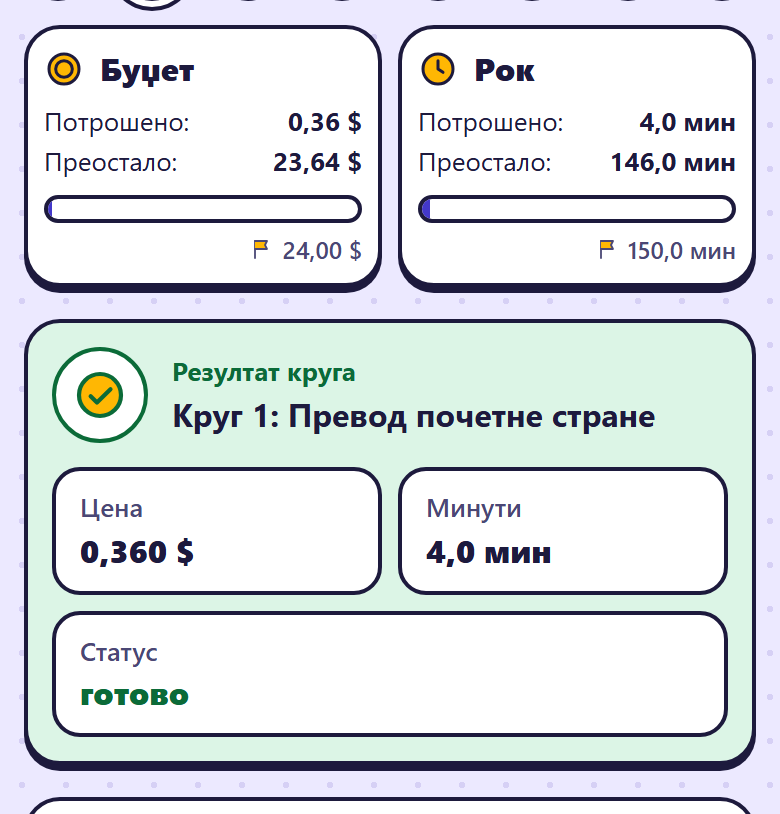 Буџет
Потрошено: 0,36 $
Преостало: 23,64 $
24,00 $
Рок
Потрошено: 4,0 мин
Преостало: 146,0 мин
150,0 мин
Резултат круга
Круг 1: Превод почетне стране
Цена
0,360 $
Минути
4,0 мин
Статус
готово